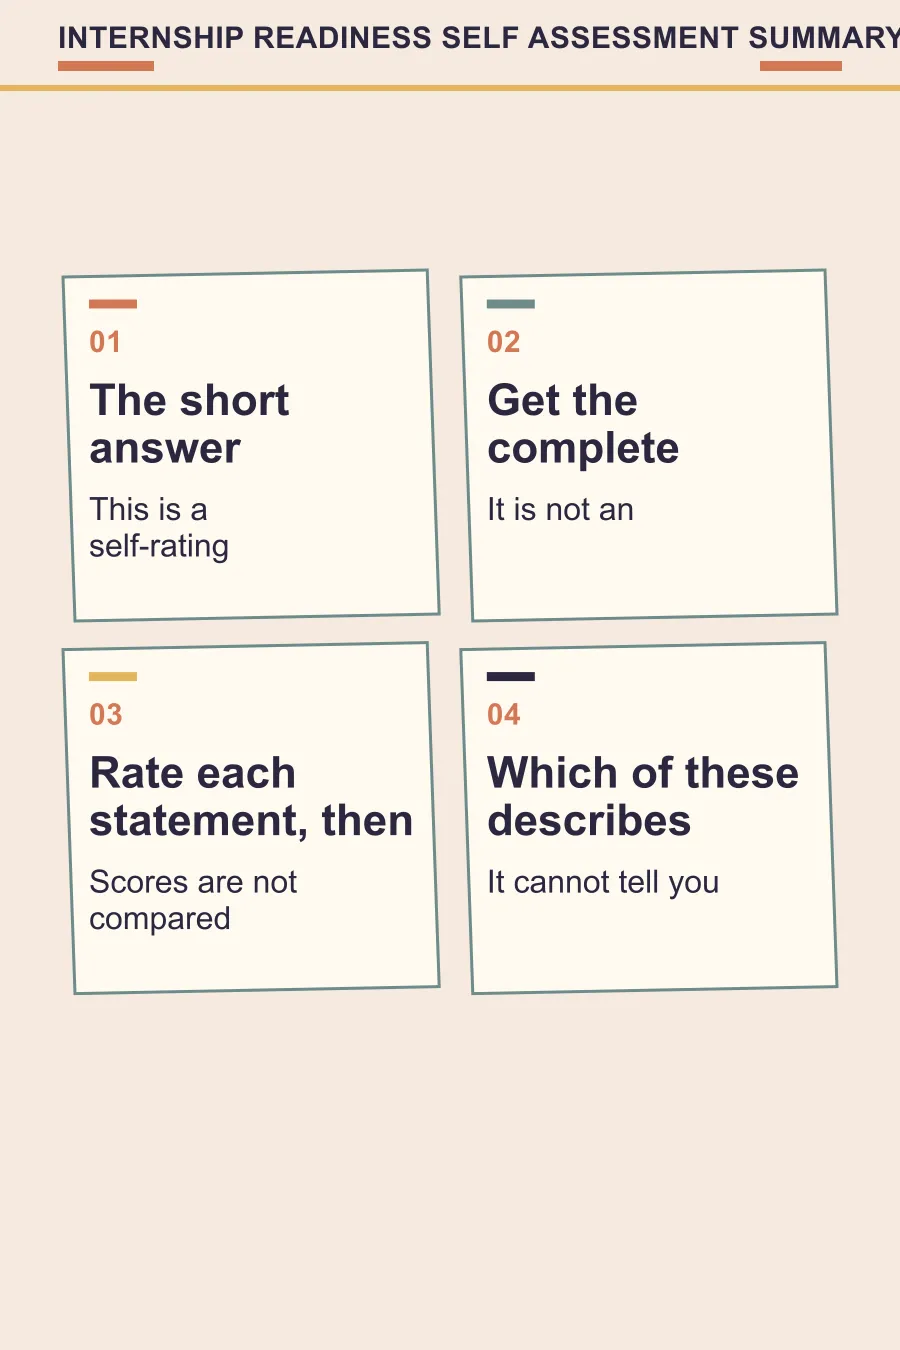 INTERNSHIP READINESS SELF ASSESSMENT SUMMARY
01
The short
answer
This is a
self-rating
02
Get the
complete
It is not an
03
Rate each
statement, then
Scores are not
compared
04
Which of these
describes
It cannot tell you